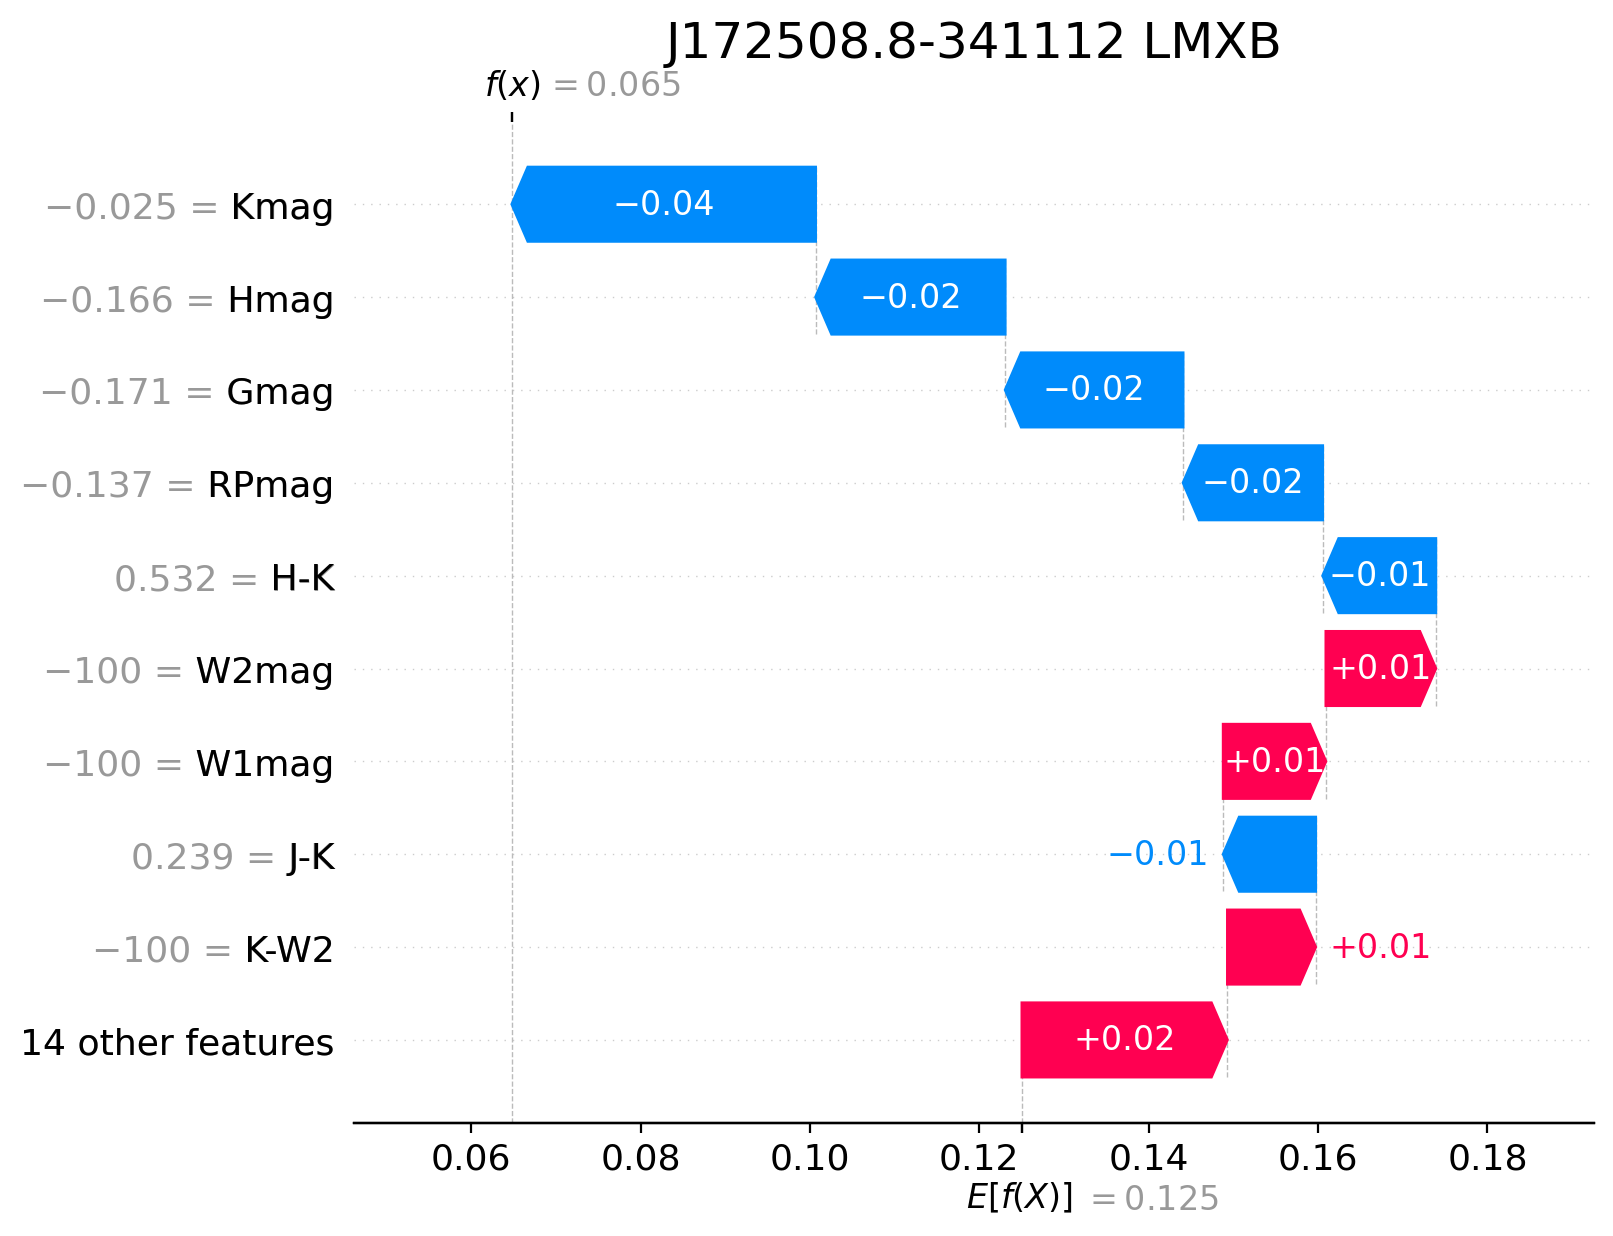 J172508.8-341112 LMXB
f(x) = 0.065
−0.025 = Kmag −0.04
−0.166 = Hmag −0.02
−0.171 = Gmag −0.02
−0.137 = RPmag −0.02
0.532 = H-K −0.01
−100 = W2mag +0.01
−100 = W1mag +0.01
0.239 = J-K −0.01
−100 = K-W2 +0.01
14 other features +0.02
0.06 0.08 0.10 0.12 0.14 0.16 0.18
E[f(X)] = 0.125